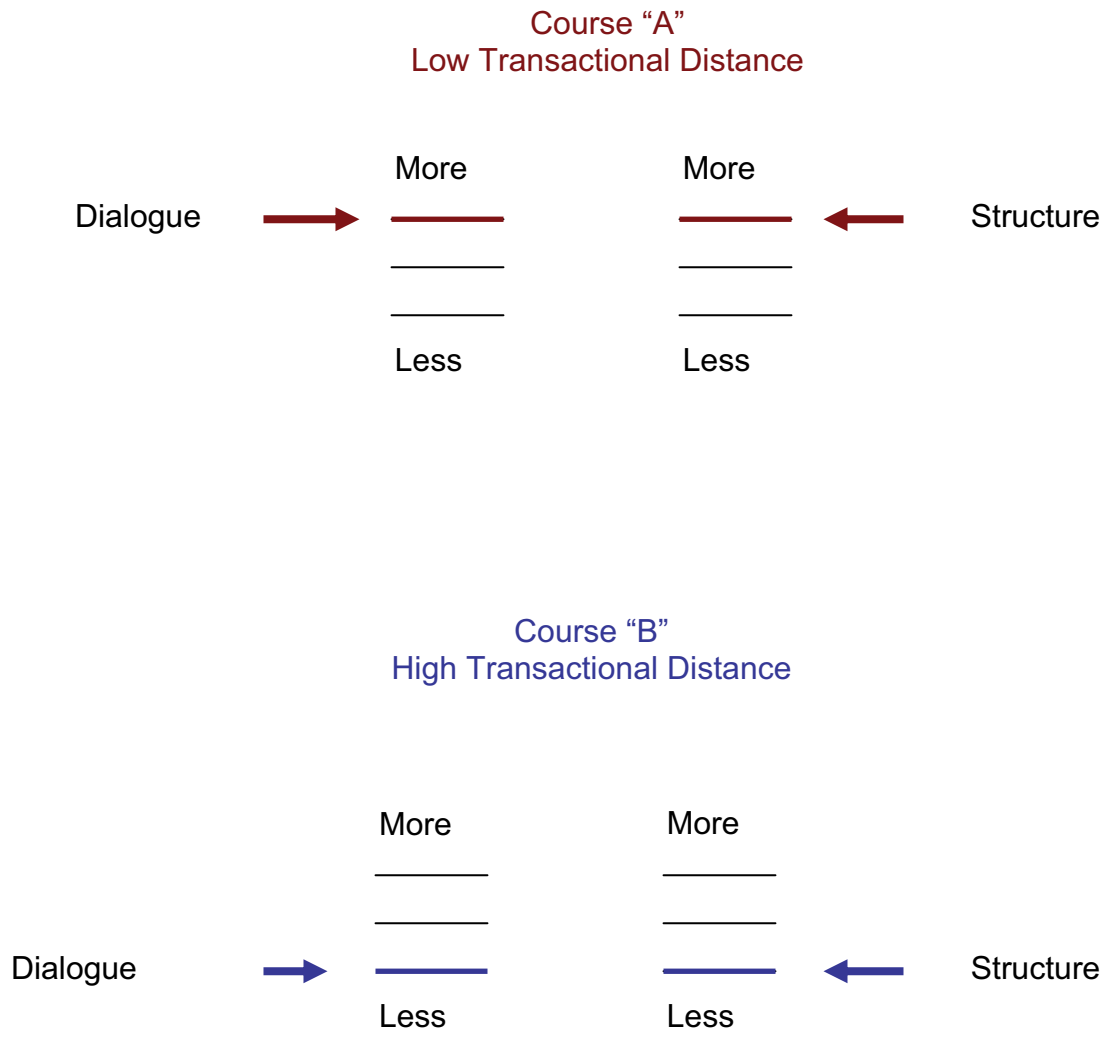 Course “A”
Low Transactional Distance
More More
Dialogue Structure
Less Less
Course “B”
High Transactional Distance
More More
Dialogue Structure
Less Less